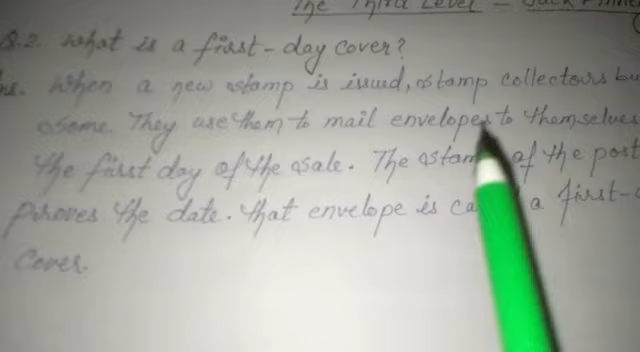 The Third Level - Jack Finney
Q.2. What is a first-day cover?
Ans. When a new stamp is issued, stamp collectors bu
some. They use them to mail envelopes to themselves
the first day of the sale. The stam of the post
proves the date. That envelope is ca a first-
cover.